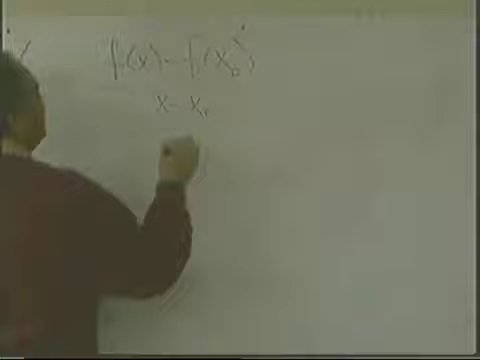 f(x) - f(x₀)
x - x₀